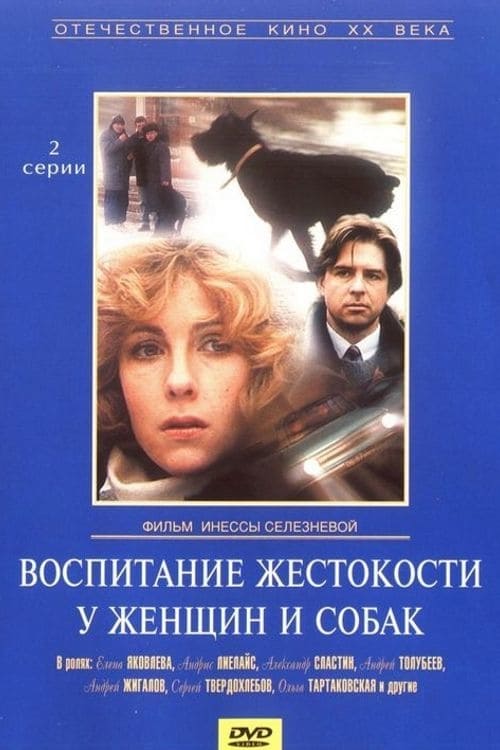 ОТЕЧЕСТВЕННОЕ КИНО XX ВЕКА
2
серии
ФИЛЬМ ИНЕССЫ СЕЛЕЗНЕВОЙ
ВОСПИТАНИЕ ЖЕСТОКОСТИ
У ЖЕНЩИН И СОБАК
В ролях: Елена ЯКОВЛЕВА, Андрис ЛИЕЛАЙС, Александр СЛАСТИН, Андрей ТОЛУБЕЕВ,
Андрей ЖИГАЛОВ, Сергей ТВЕРДОХЛЕБОВ, Ольга ТАРТАКОВСКАЯ и другие
DVD
VIDEO